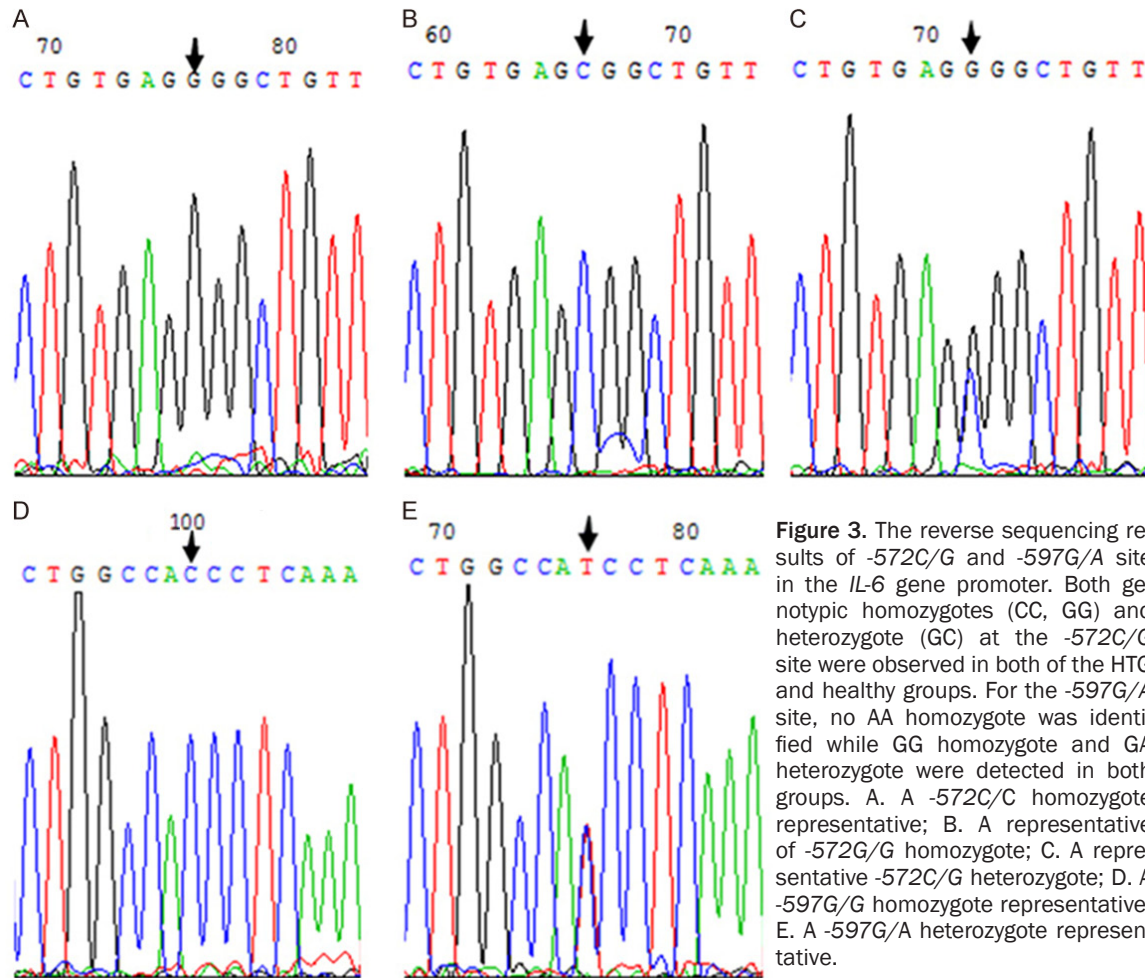 A
70 80
C T G T G A G G G G C T G T T
B
60 70
C T G T G A G C G G C T G T T
C
70
C T G T G A G G G G C T G T T
D
100
C T G G C C A C C C T C A A A
E
70 80
C T G G C C A T C C T C A A A
Figure 3. The reverse sequencing re
sults of -572C/G and -597G/A site
in the IL-6 gene promoter. Both ge
notypic homozygotes (CC, GG) and
heterozygote (GC) at the -572C/G
site were observed in both of the HTG
and healthy groups. For the -597G/A
site, no AA homozygote was identi
fied while GG homozygote and GA
heterozygote were detected in both
groups. A. A -572C/C homozygote
representative; B. A representative
of -572G/G homozygote; C. A repre
sentative -572C/G heterozygote; D. A
-597G/G homozygote representative
E. A -597G/A heterozygote represen
tative.